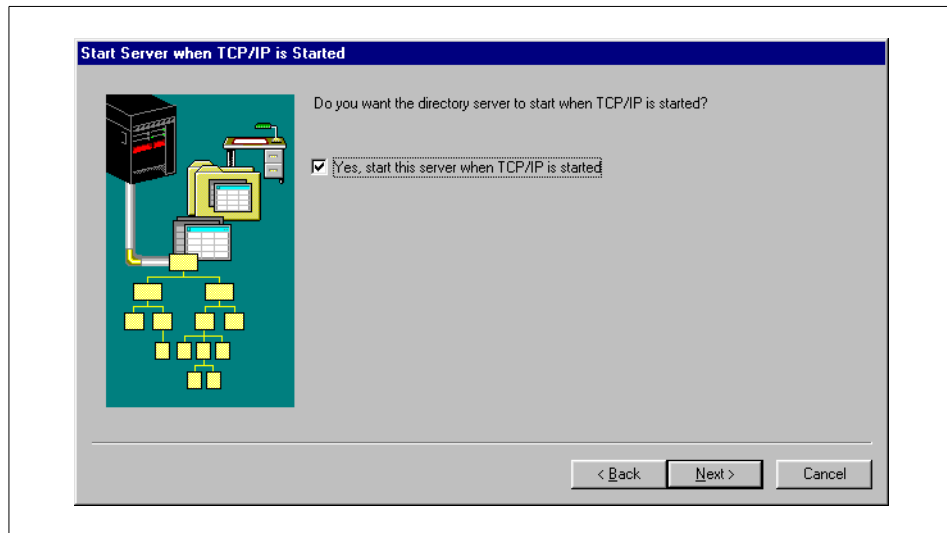 Start Server when TCP/IP is Started
Do you want the directory server to start when TCP/IP is started?
Yes, start this server when TCP/IP is started
< Back
Next >
Cancel